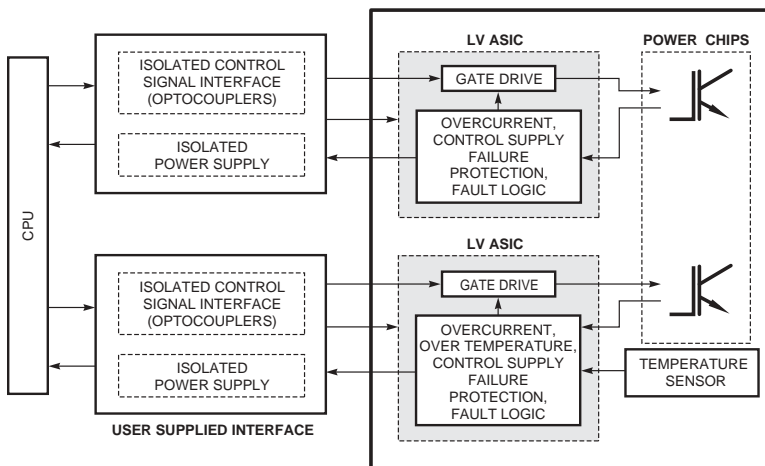 CPU
ISOLATED CONTROL
SIGNAL INTERFACE
(OPTOCOUPLERS)
ISOLATED
POWER SUPPLY
LV ASIC
GATE DRIVE
OVERCURRENT,
CONTROL SUPPLY
FAILURE
PROTECTION,
FAULT LOGIC
POWER CHIPS
ISOLATED CONTROL
SIGNAL INTERFACE
(OPTOCOUPLERS)
ISOLATED
POWER SUPPLY
USER SUPPLIED INTERFACE
LV ASIC
GATE DRIVE
OVERCURRENT,
OVER TEMPERATURE,
CONTROL SUPPLY
FAILURE
PROTECTION,
FAULT LOGIC
TEMPERATURE
SENSOR